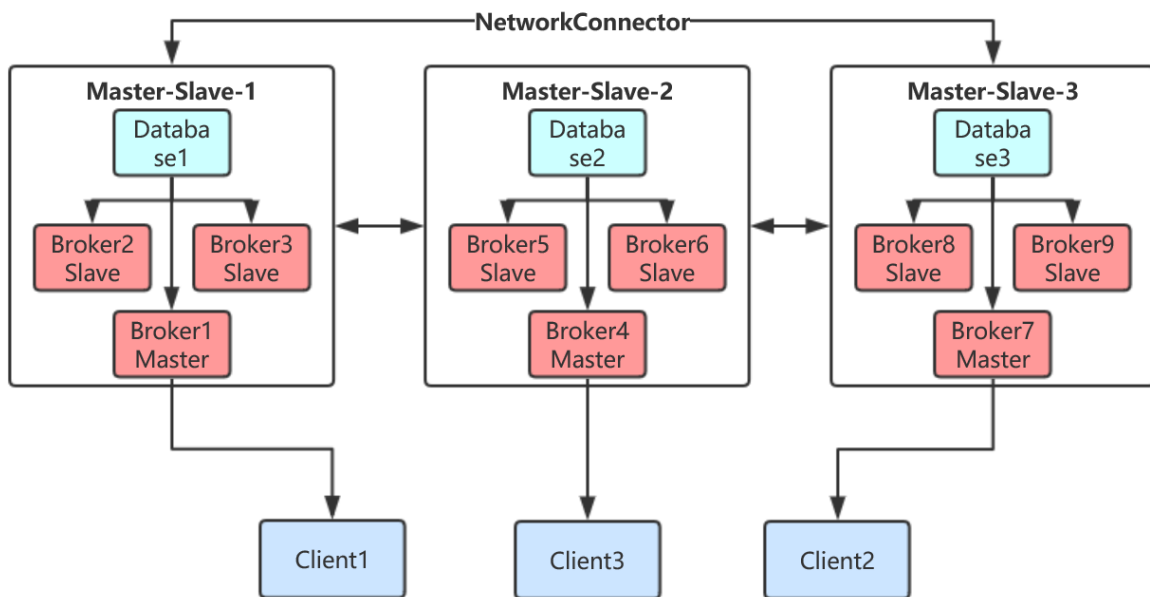 NetworkConnector
Master-Slave-1
Databa
se1
Broker2
Slave
Broker3
Slave
Broker1
Master
Master-Slave-2
Databa
se2
Broker5
Slave
Broker6
Slave
Broker4
Master
Master-Slave-3
Databa
se3
Broker8
Slave
Broker9
Slave
Broker7
Master
Client1
Client3
Client2